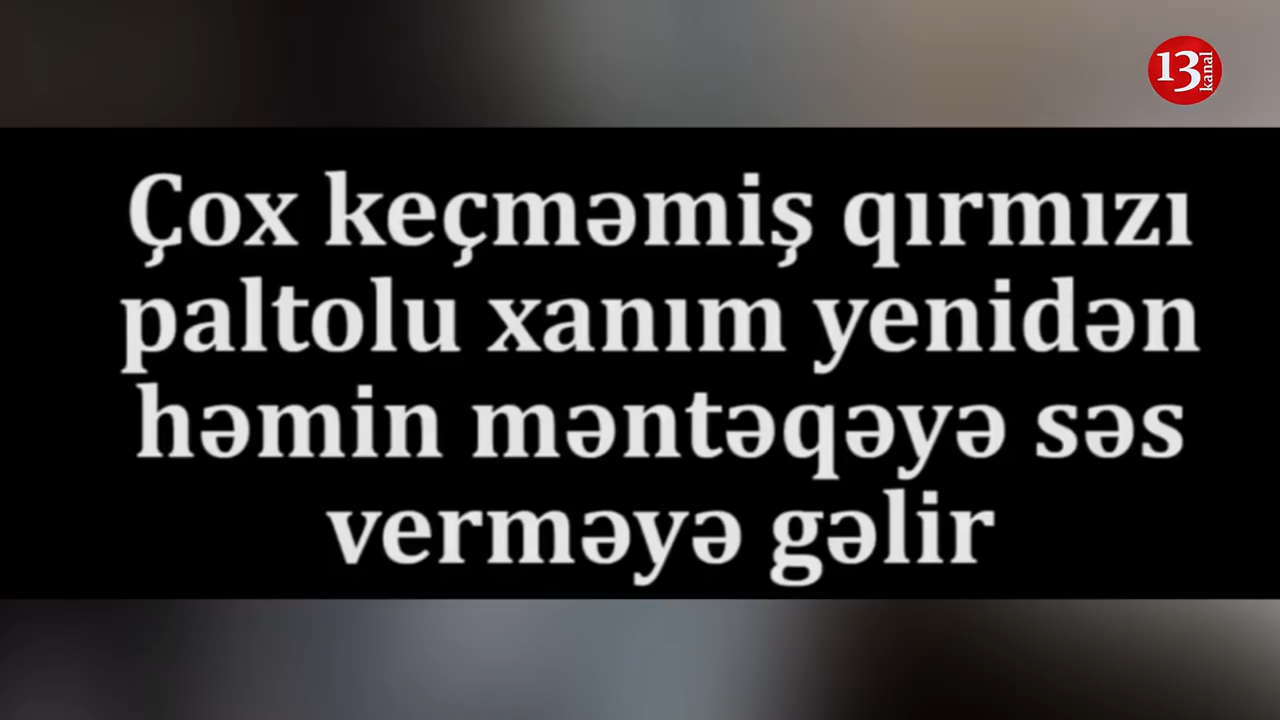 13 kanal
Çox keçməmiş qırmızı
paltolu xanım yenidən
həmin məntəqəyə səs
verməyə gəlir